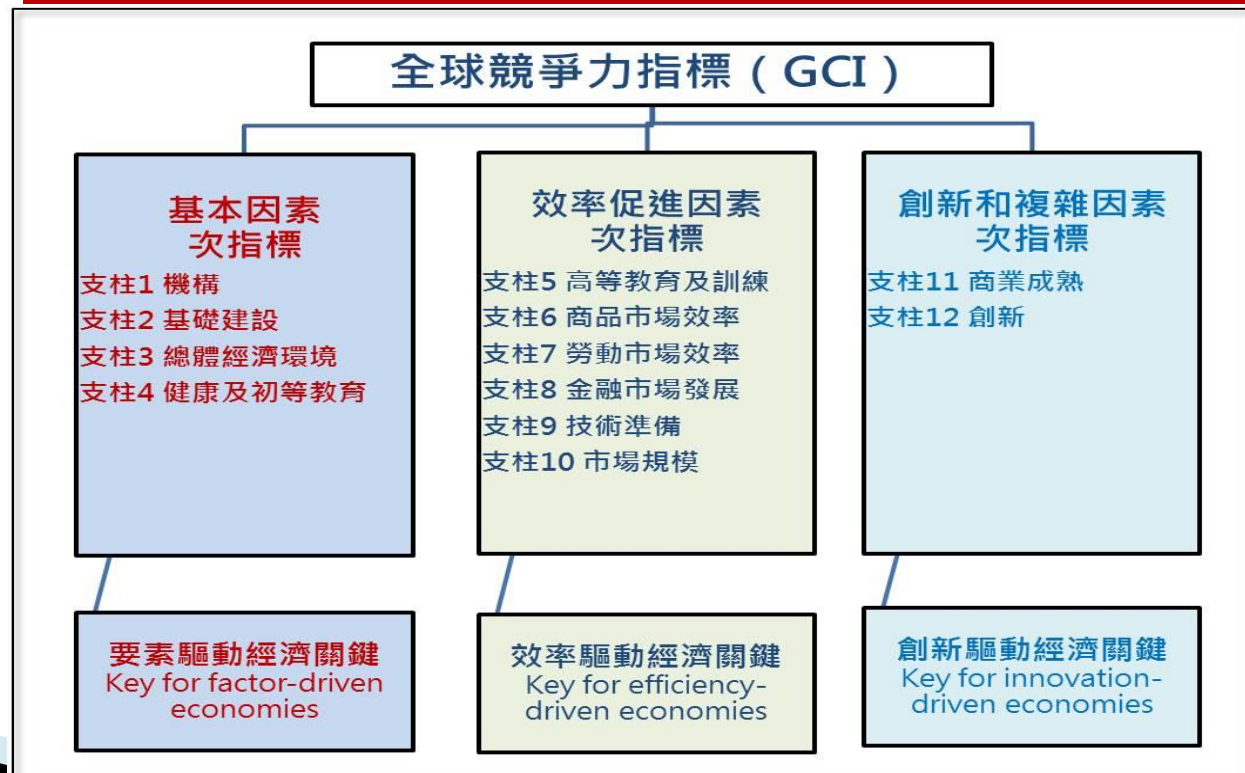 全球競爭力指標（GCI）
基本因素
次指標
支柱1 機構
支柱2 基礎建設
支柱3 總體經濟環境
支柱4 健康及初等教育
效率促進因素
次指標
支柱5 高等教育及訓練
支柱6 商品市場效率
支柱7 勞動市場效率
支柱8 金融市場發展
支柱9 技術準備
支柱10 市場規模
創新和複雜因素
次指標
支柱11 商業成熟
支柱12 創新
要素驅動經濟關鍵
Key for factor-driven
economies
效率驅動經濟關鍵
Key for efficiency-
driven economies
創新驅動經濟關鍵
Key for innovation-
driven economies